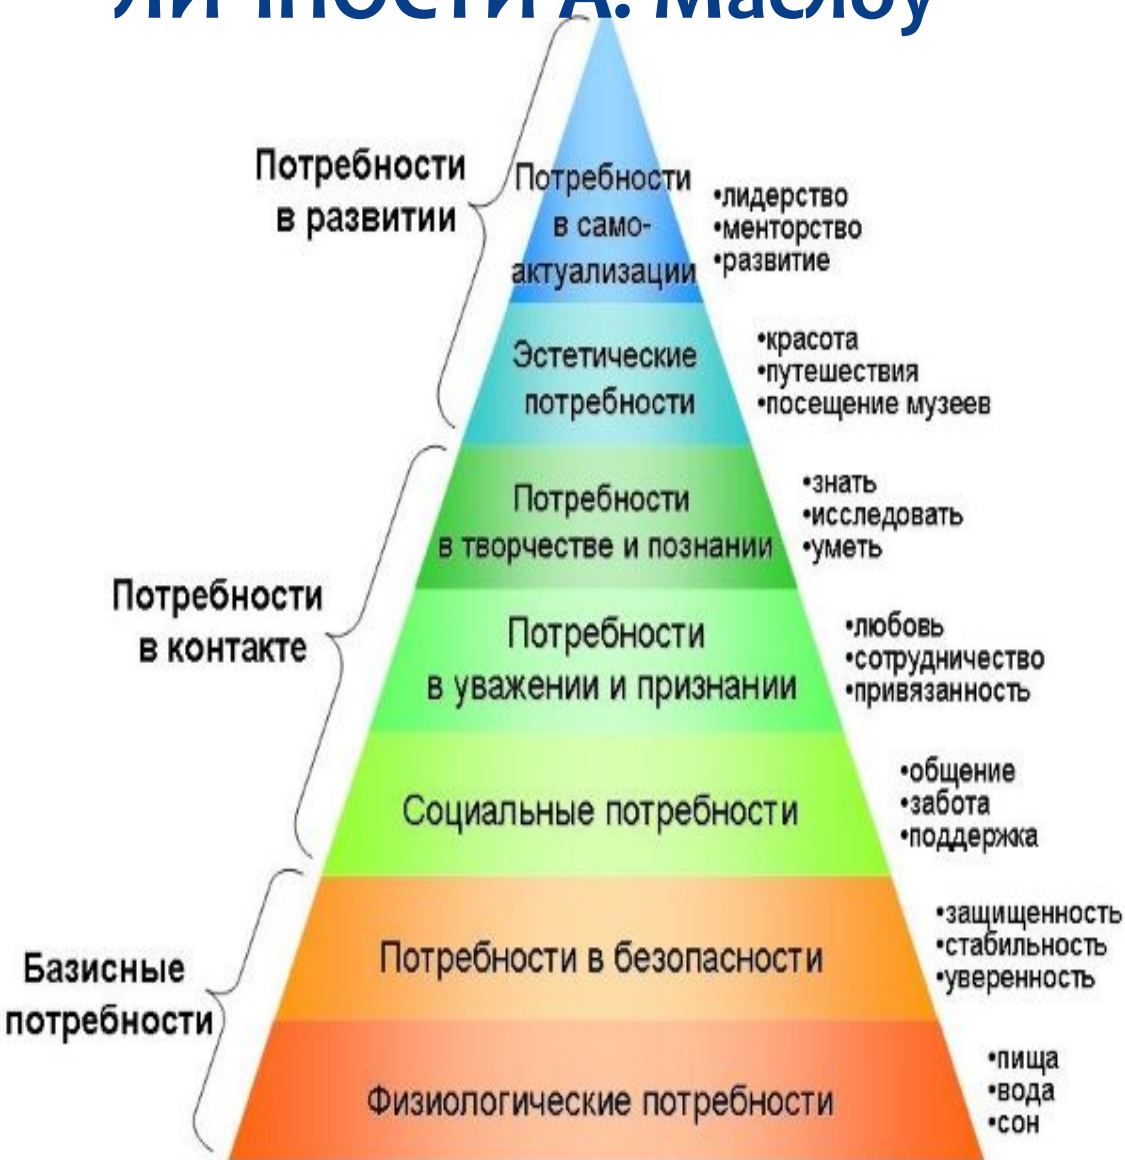 ЛИЧНОСТИ А. Маслоу
Потребности
в развитии
Потребности
в само-
актуализации
•лидерство
•менторство
•развитие
Эстетические
потребности
•красота
•путешествия
•посещение музеев
Потребности
в контакте
Потребности
в творчестве и познании
•знать
•исследовать
•уметь
Потребности
в уважении и признании
•любовь
•сотрудничество
•привязанность
Социальные потребности
•общение
•забота
•поддержка
Базисные
потребности
Потребности в безопасности
•защищенность
•стабильность
•уверенность
Физиологические потребности
•пища
•вода
•сон